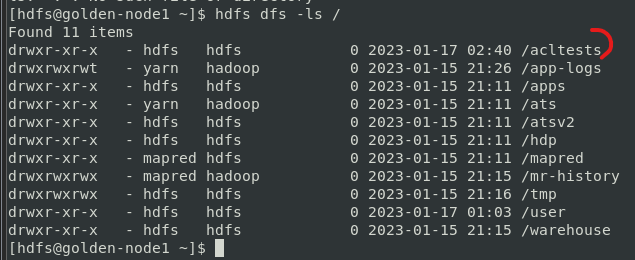 [hdfs@golden-node1 ~]$ hdfs dfs -ls /
Found 11 items
drwxr-xr-x   - hdfs   hdfs            0 2023-01-17 02:40 /acltests
drwxrwxrwt   - yarn   hadoop          0 2023-01-15 21:26 /app-logs
drwxr-xr-x   - hdfs   hdfs            0 2023-01-15 21:11 /apps
drwxr-xr-x   - yarn   hadoop          0 2023-01-15 21:11 /ats
drwxr-xr-x   - hdfs   hdfs            0 2023-01-15 21:11 /atsv2
drwxr-xr-x   - hdfs   hdfs            0 2023-01-15 21:11 /hdp
drwxr-xr-x   - mapred hdfs            0 2023-01-15 21:11 /mapred
drwxrwxrwx   - mapred hadoop          0 2023-01-15 21:15 /mr-history
drwxrwxrwx   - hdfs   hdfs            0 2023-01-15 21:16 /tmp
drwxr-xr-x   - hdfs   hdfs            0 2023-01-17 01:03 /user
drwxr-xr-x   - hdfs   hdfs            0 2023-01-15 21:15 /warehouse
[hdfs@golden-node1 ~]$